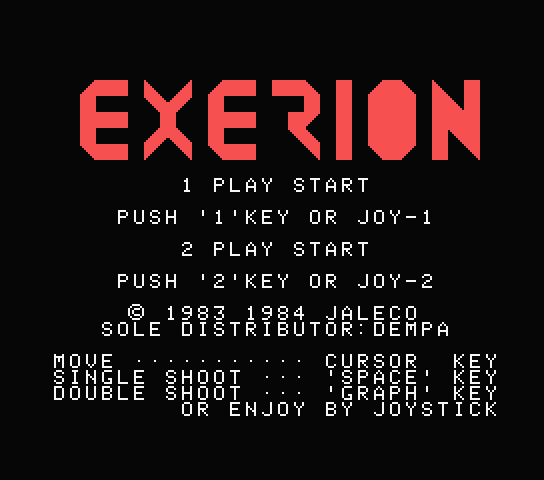 EXERION
1 PLAY START
PUSH '1'KEY OR JOY-1
2 PLAY START
PUSH '2'KEY OR JOY-2
© 1983 1984 JALECO
SOLE DISTRIBUTOR:DEMPA
MOVE ··········· CURSOR KEY
SINGLE SHOOT ··· 'SPACE' KEY
DOUBLE SHOOT ··· 'GRAPH' KEY
OR ENJOY BY JOYSTICK